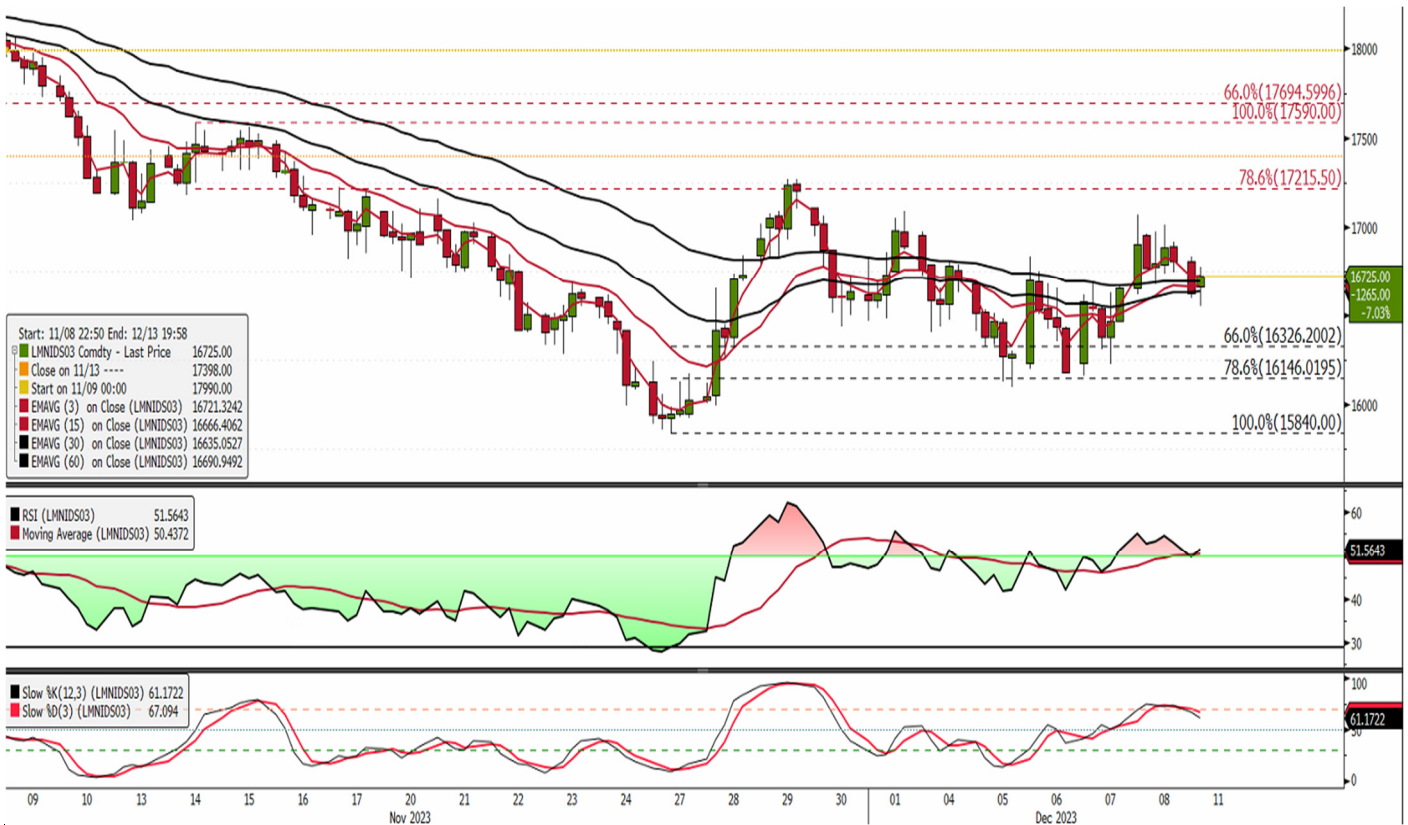 18000
66.0%(17694.5996)
100.0%(17590.00)
17500
78.6%(17215.50)
17000
16725.00
-1265.00
-7.03%
66.0%(16326.2002)
78.6%(16146.0195)
16000
100.0%(15840.00)
Start: 11/08 22:50 End: 12/13 19:58
LMNIDS03 Comdty - Last Price 16725.00
Close on 11/13 ---- 17398.00
Start on 11/09 00:00 17990.00
EMAVG (3) on Close (LMNIDS03) 16721.3242
EMAVG (15) on Close (LMNIDS03) 16666.4062
EMAVG (30) on Close (LMNIDS03) 16635.0527
EMAVG (60) on Close (LMNIDS03) 16690.9492
RSI (LMNIDS03) 51.5643
Moving Average (LMNIDS03) 50.4372
60
51.5643
40
30
Slow %K(12,3) (LMNIDS03) 61.1722
Slow %D(3) (LMNIDS03) 67.094
100
61.1722
50
0
09 10 13 14 15 16 17 20 21 22 23 24 27 28 29 30 01 04 05 06 07 08 11
Nov 2023 Dec 2023